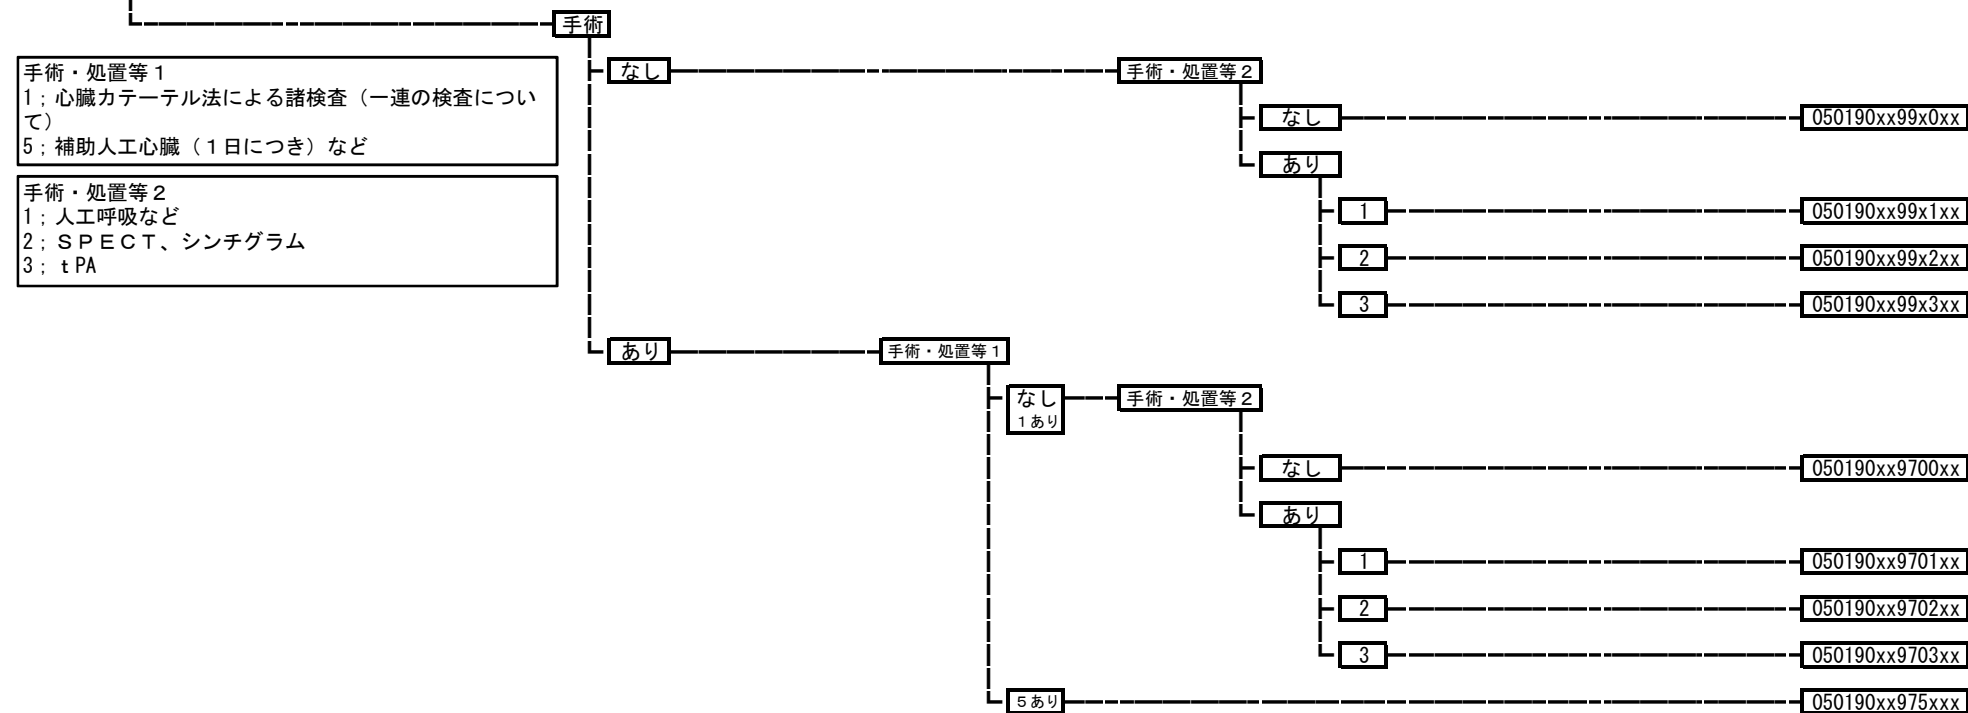 手術
手術・処置等１
1；心臓カテーテル法による諸検査（一連の検査につい
て）
5；補助人工心臓（１日につき）など
手術・処置等２
1；人工呼吸など
2；ＳＰＥＣＴ、シンチグラム
3；ｔPA
なし
手術・処置等２
なし
050190xx99x0xx
あり
1
050190xx99x1xx
2
050190xx99x2xx
3
050190xx99x3xx
あり
手術・処置等１
なし
１あり
手術・処置等２
なし
050190xx9700xx
あり
1
050190xx9701xx
2
050190xx9702xx
3
050190xx9703xx
５あり
050190xx975xxx